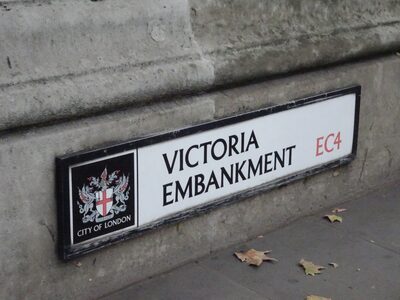 VICTORIA
EMBANKMENT
EC4
CITY OF LONDON